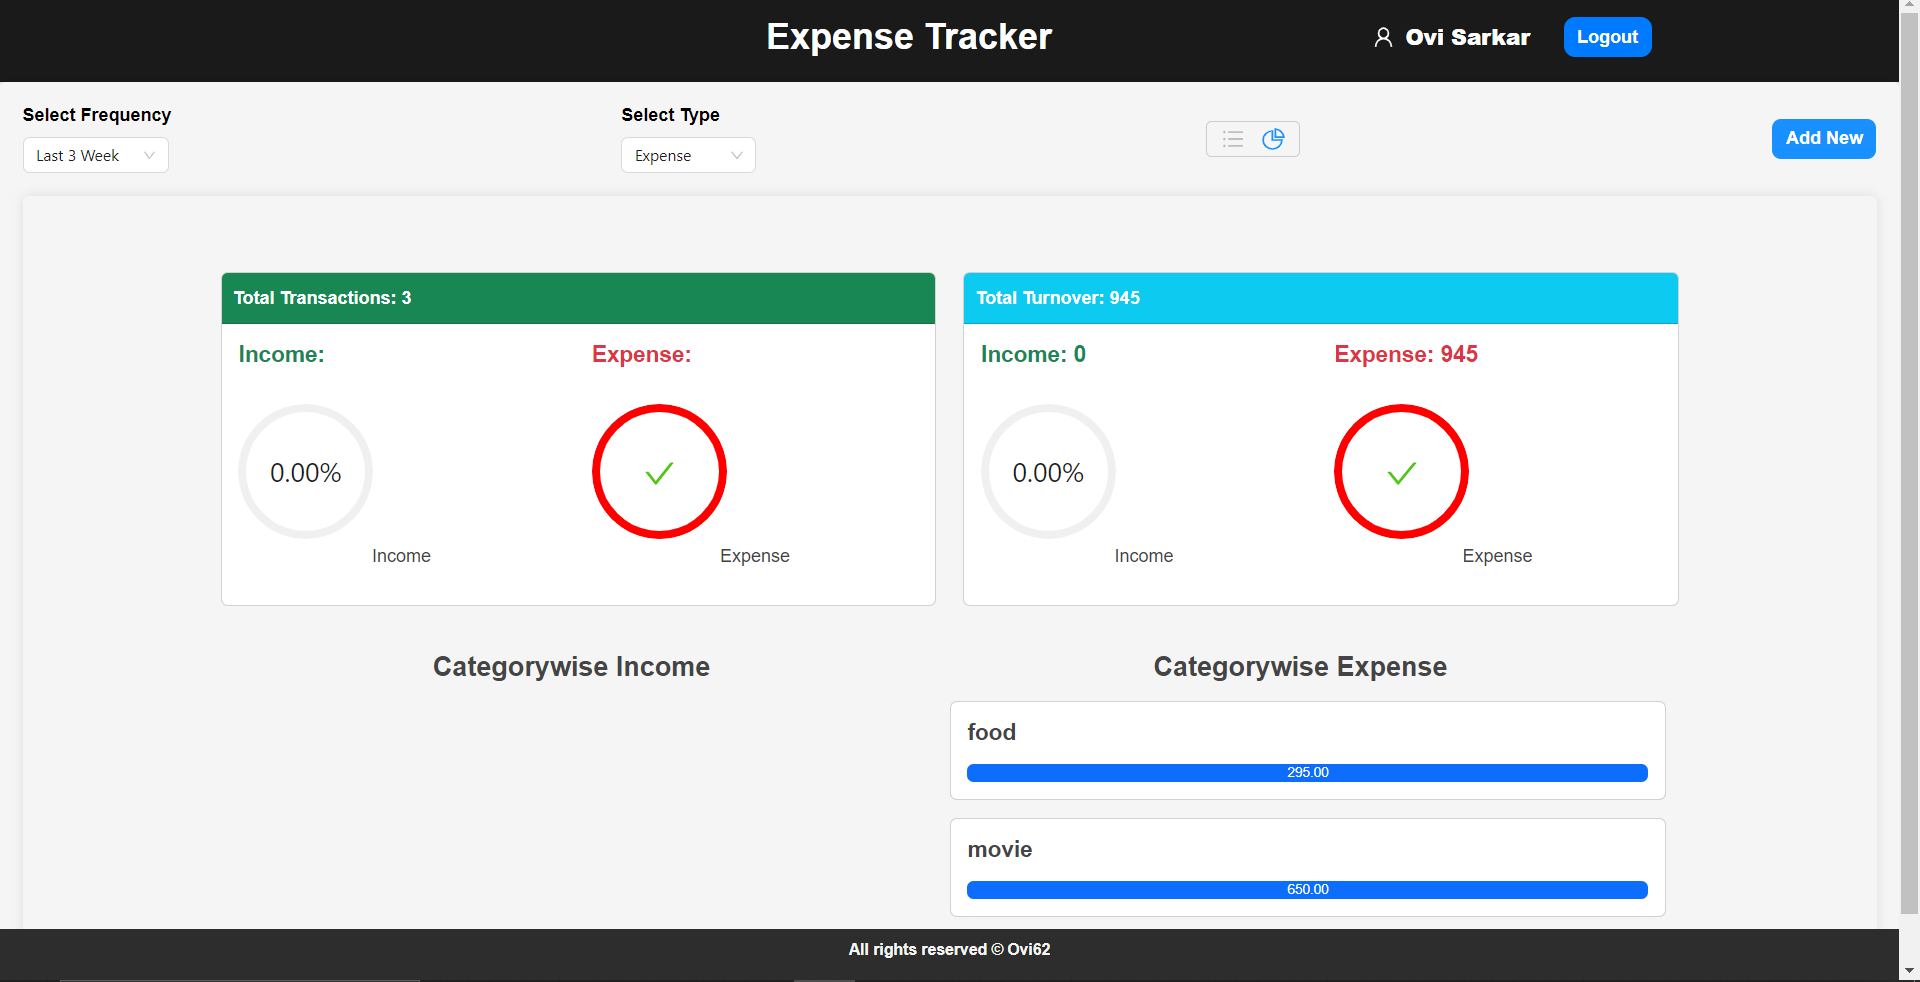 Expense Tracker
Ovi Sarkar
Logout
Select Frequency
Last 3 Week
Select Type
Expense
Add New
Total Transactions: 3
Income:
Expense:
0.00%
Income
Expense
Total Turnover: 945
Income: 0
Expense: 945
0.00%
Income
Expense
Categorywise Income
Categorywise Expense
food
295.00
movie
650.00
All rights reserved © Ovi62